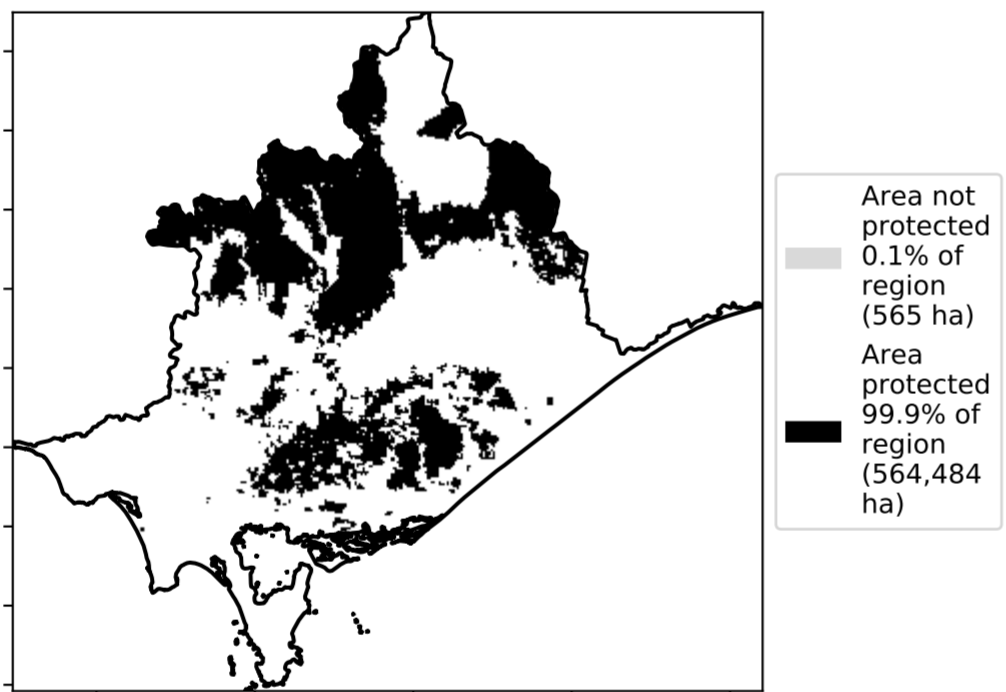 Area not
protected
0.1% of
region
(565 ha)
Area
protected
99.9% of
region
(564,484
ha)